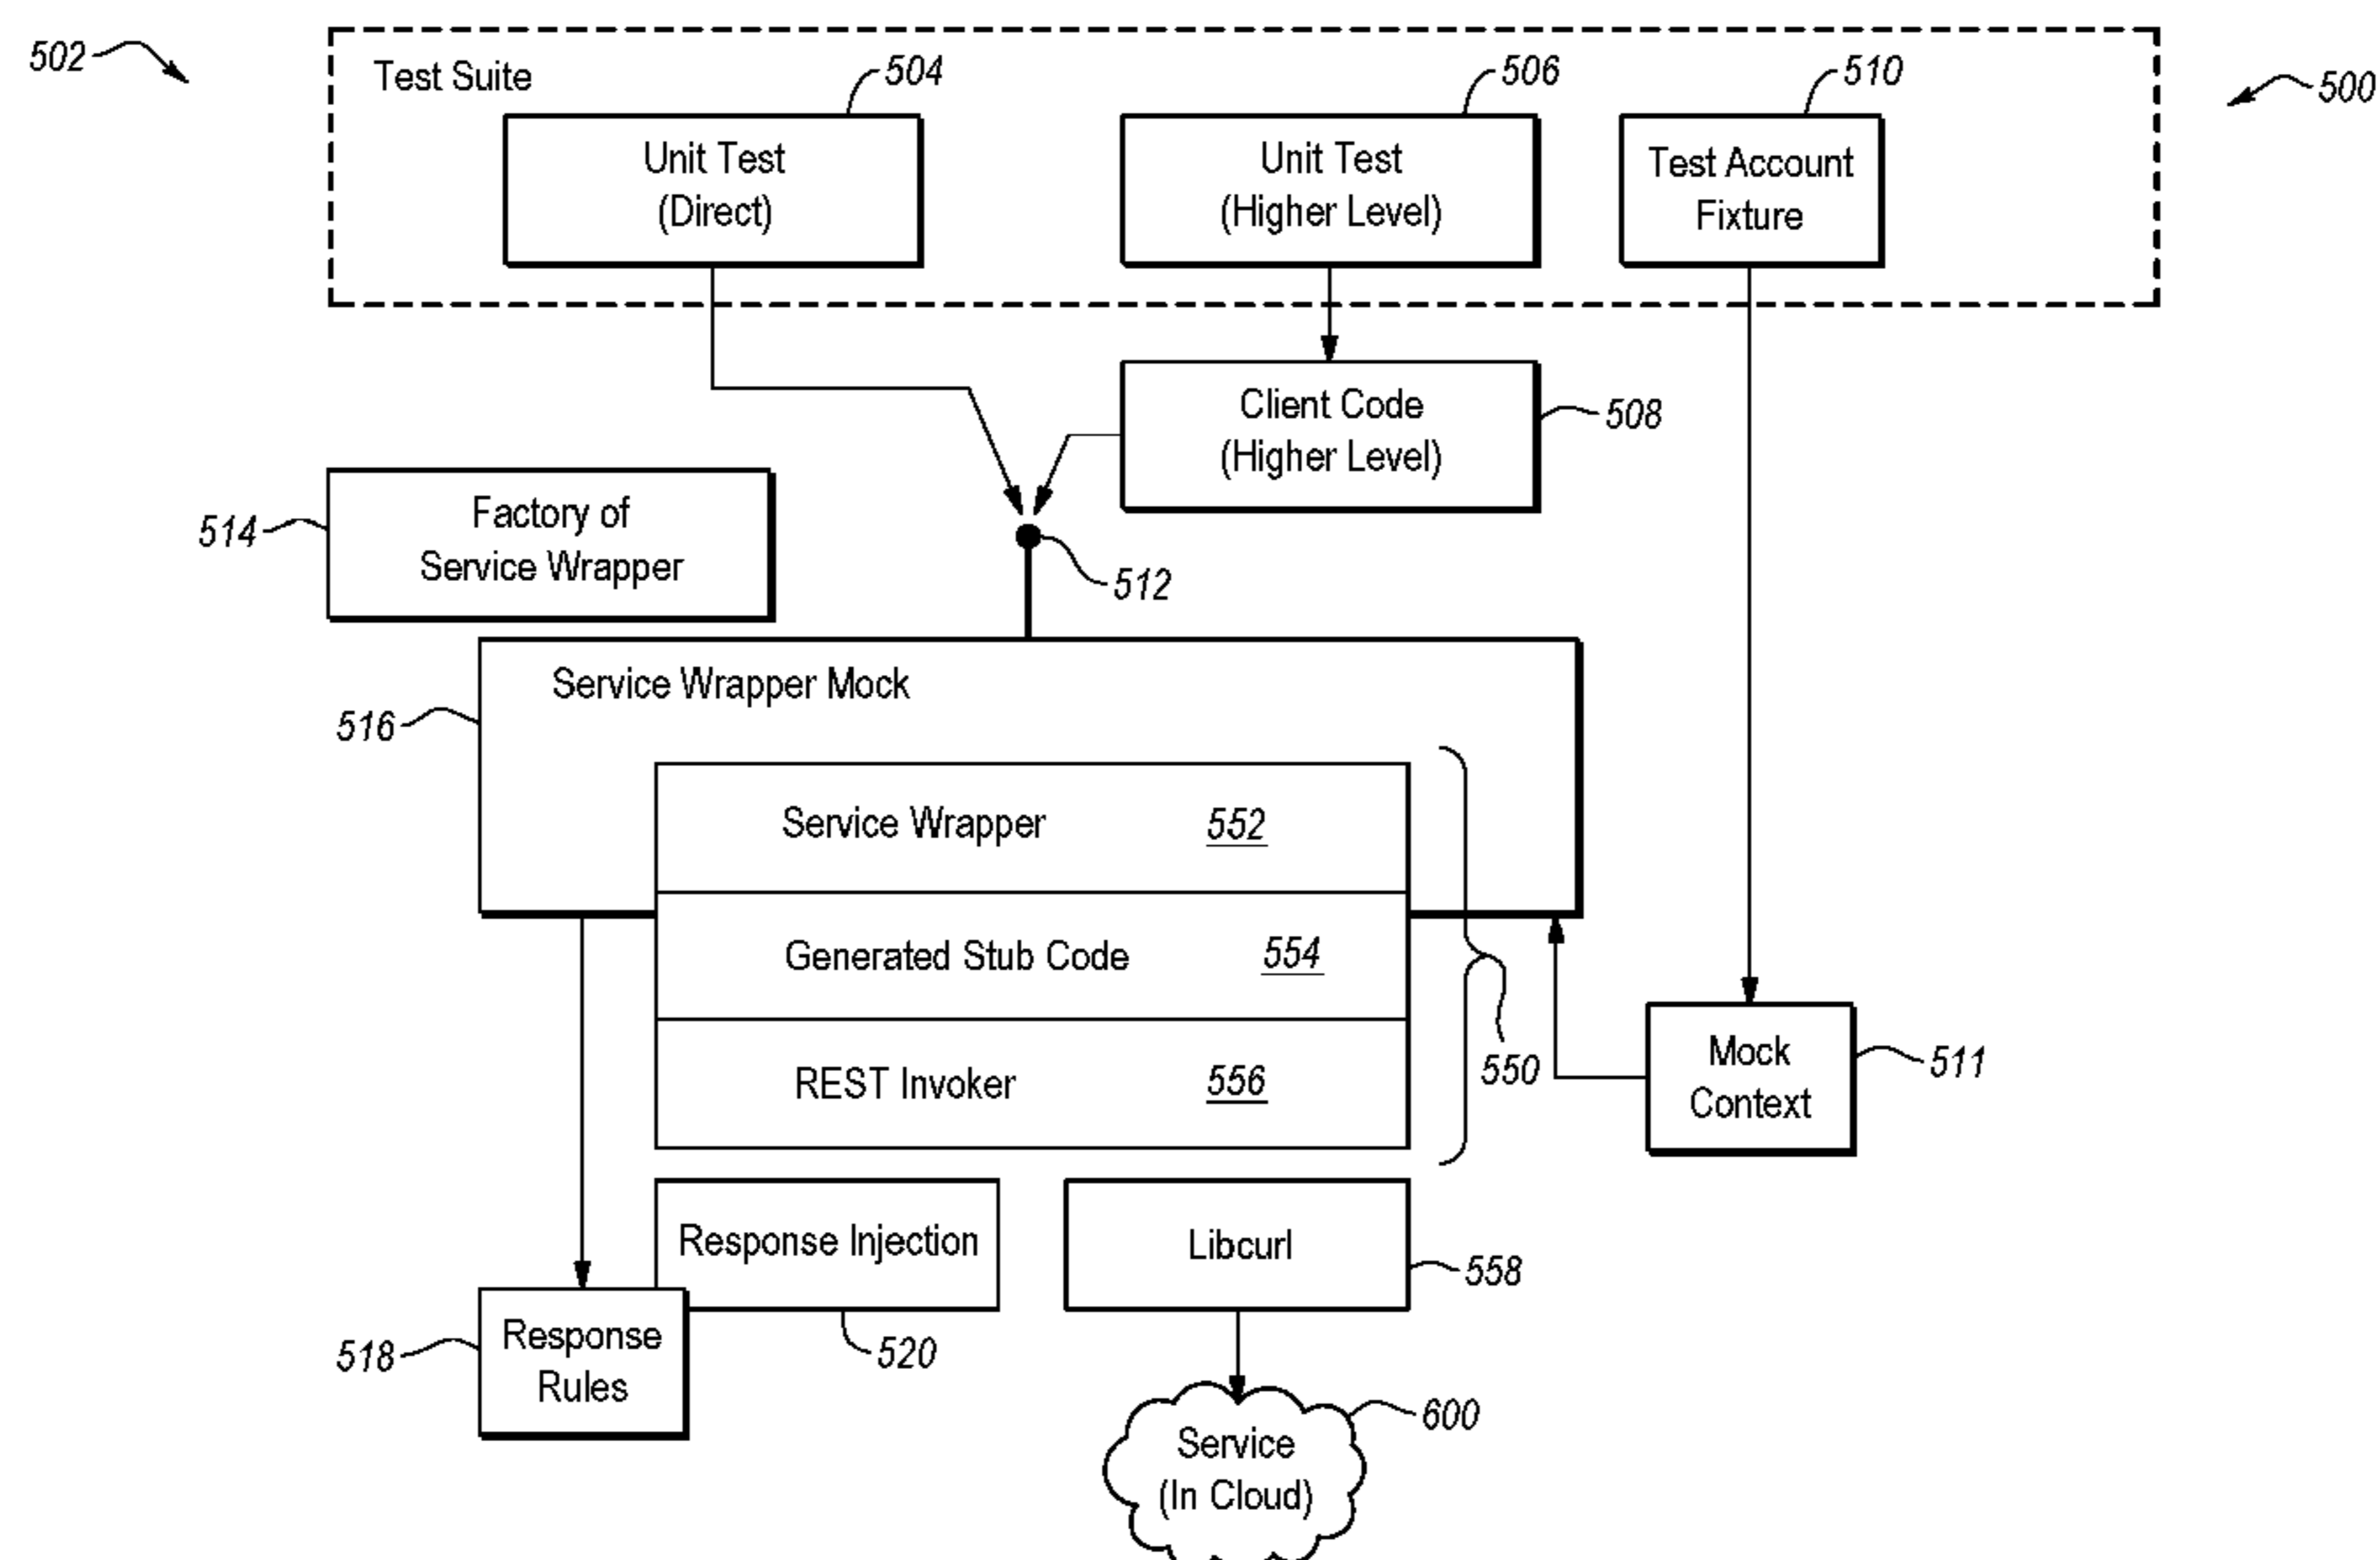 502
Test Suite
504
506
510
500
Unit Test
(Direct)
Unit Test
(Higher Level)
Test Account
Fixture
Client Code
(Higher Level)
508
514
Factory of
Service Wrapper
512
Service Wrapper Mock
516
Service Wrapper 552
Generated Stub Code 554
REST Invoker 556
550
Mock
Context
511
Response Injection
Libcurl
558
518
Response
Rules
520
600
Service
(In Cloud)